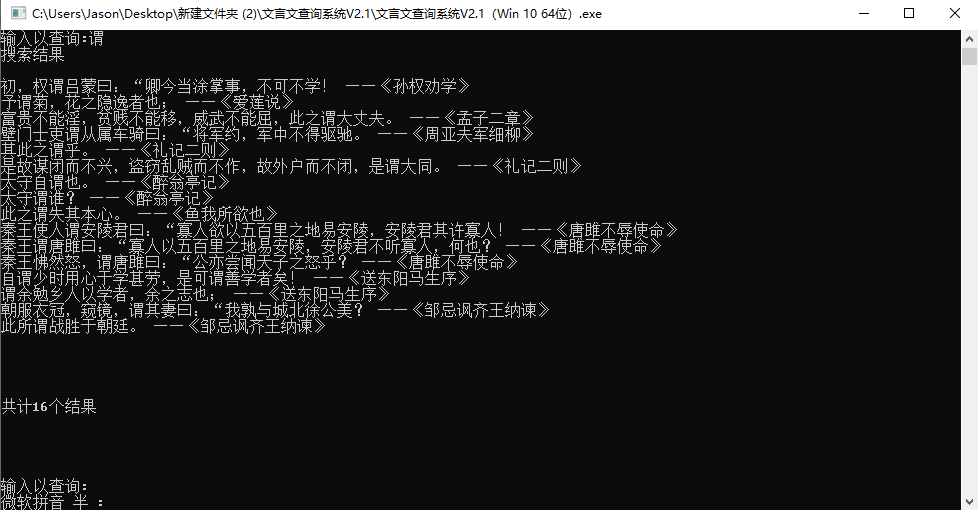 C:\Users\Jason\Desktop\新建文件夹 (2)\文言文查询系统V2.1\文言文查询系统V2.1（Win 10 64位）.exe
输入以查询:谓
搜索结果
初，权谓吕蒙曰：“卿今当涂掌事，不可不学！ ——《孙权劝学》
予谓菊，花之隐逸者也； ——《爱莲说》
富贵不能淫，贫贱不能移，威武不能屈，此之谓大丈夫。 ——《孟子二章》
壁门士吏谓从属车骑曰：“将军约，军中不得驱驰。 ——《周亚夫军细柳》
其此之谓乎。 ——《礼记二则》
是故谋闭而不兴，盗窃乱贼而不作，故外户而不闭，是谓大同。 ——《礼记二则》
太守自谓也。 ——《醉翁亭记》
太守谓谁？ ——《醉翁亭记》
此之谓失其本心。 ——《鱼我所欲也》
秦王使人谓安陵君曰：“寡人欲以五百里之地易安陵，安陵君其许寡人！ ——《唐雎不辱使命》
秦王谓唐雎曰：“寡人以五百里之地易安陵，安陵君不听寡人，何也？ ——《唐雎不辱使命》
秦王怫然怒，谓唐雎曰：“公亦尝闻天子之怒乎？ ——《唐雎不辱使命》
自谓少时用心于学甚劳，是可谓善学者矣！ ——《送东阳马生序》
谓余勉乡人以学者，余之志也； ——《送东阳马生序》
朝服衣冠，窥镜，谓其妻曰：“我孰与城北徐公美？ ——《邹忌讽齐王纳谏》
此所谓战胜于朝廷。 ——《邹忌讽齐王纳谏》
共计16个结果
输入以查询:
微软拼音 半 :